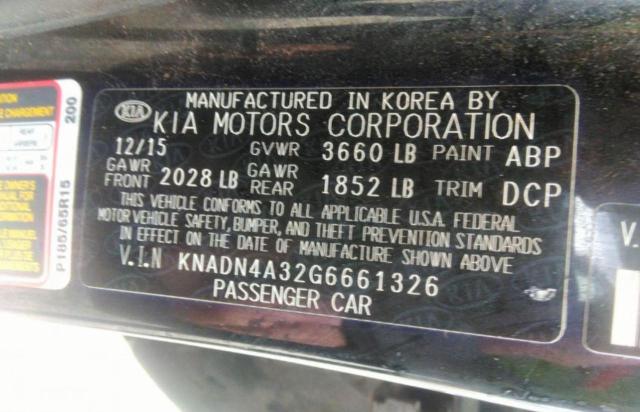 KIA
MANUFACTURED IN KOREA BY
KIA MOTORS CORPORATION
12/15 GVWR 3660 LB PAINT ABP
GAWR FRONT 2028 LB GAWR REAR 1852 LB TRIM DCP
THIS VEHICLE CONFORMS TO ALL APPLICABLE U.S.A. FEDERAL
MOTOR VEHICLE SAFETY, BUMPER, AND THEFT PREVENTION STANDARDS
IN EFFECT ON THE DATE OF MANUFACTURE SHOWN ABOVE
V.I.N KNADN4A32G6661326
PASSENGER CAR
200
P185/65R15
V.